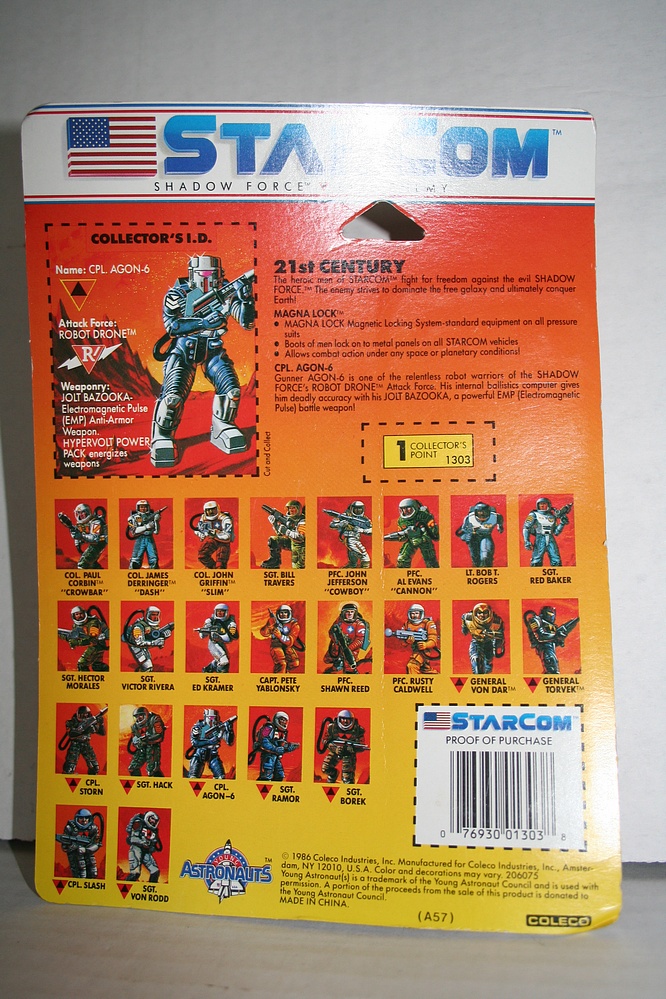 STA COM™
SHADOW FORCE™ MY
COLLECTOR'S I.D.
Name: CPL. AGON-6
Attack Force:
ROBOT DRONE™
R
Weaponry:
JOLT BAZOOKA-
Electromagnetic Pulse
(EMP) Anti-Armor
Weapon.
HYPERVOLT POWER
PACK energizes
weapons
Cut and Collect
21st CENTURY
The heroic men of STARCOM™ fight for freedom against the evil SHADOW
FORCE.™ The enemy strives to dominate the free galaxy and ultimately conquer
Earth!
MAGNA LOCK™
• MAGNA LOCK Magnetic Locking System-standard equipment on all pressure
suits
• Boots of men lock on to metal panels on all STARCOM vehicles
• Allows combat action under any space or planetary conditions!
CPL. AGON-6
Gunner AGON-6 is one of the relentless robot warriors of the SHADOW
FORCE'S ROBOT DRONE™ Attack Force. His internal ballistics computer gives
him deadly accuracy with his JOLT BAZOOKA, a powerful EMP (Electromagnetic
Pulse) battle weapon!
1 COLLECTOR'S
POINT 1303
COL. PAUL
CORBIN™
"CROWBAR"
COL. JAMES
DERRINGER™
"DASH"
COL. JOHN
GRIFFIN™
"SLIM"
SGT. BILL
TRAVERS
PFC. JOHN
JEFFERSON
"COWBOY"
PFC.
AL EVANS
"CANNON"
LT. BOB T.
ROGERS
SGT.
RED BAKER
SGT. HECTOR
MORALES
SGT.
VICTOR RIVERA
SGT.
ED KRAMER
CAPT. PETE
YABLONSKY
PFC.
SHAWN REED
PFC. RUSTY
CALDWELL
GENERAL
VON DAR™
GENERAL
TORVEK™
CPL.
STORN
SGT. HACK
CPL.
AGON-6
SGT.
RAMOR
SGT.
BOREK
STARCOM™
PROOF OF PURCHASE
0 76930 01303 8
CPL. SLASH
SGT.
VON RODD
YOUNG
ASTRONAUTS™
© 1986 Coleco Industries, Inc. Manufactured for Coleco Industries, Inc., Amster-
dam, NY 12010, U.S.A. Color and decorations may vary. 206075
Young Astronaut(s) is a trademark of the Young Astronaut Council and is used with
permission. A portion of the proceeds from the sale of this product is donated to
the Young Astronaut Council.
MADE IN CHINA.
(A57)
COLECO